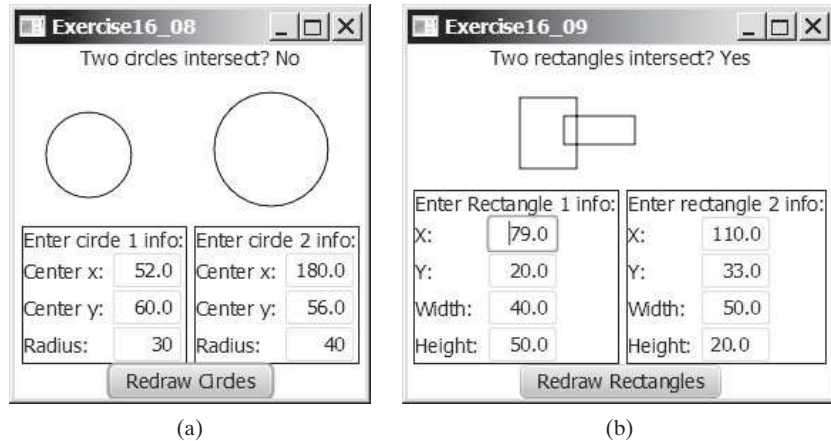 Exercise16_08
Two circles intersect? No
Enter circle 1 info:
Center x: 52.0
Center y: 60.0
Radius: 30
Enter circle 2 info:
Center x: 180.0
Center y: 56.0
Radius: 40
Redraw Circles
(a)
Exercise16_09
Two rectangles intersect? Yes
Enter Rectangle 1 info:
X: 79.0
Y: 20.0
Width: 40.0
Height: 50.0
Enter rectangle 2 info:
X: 110.0
Y: 33.0
Width: 50.0
Height: 20.0
Redraw Rectangles
(b)